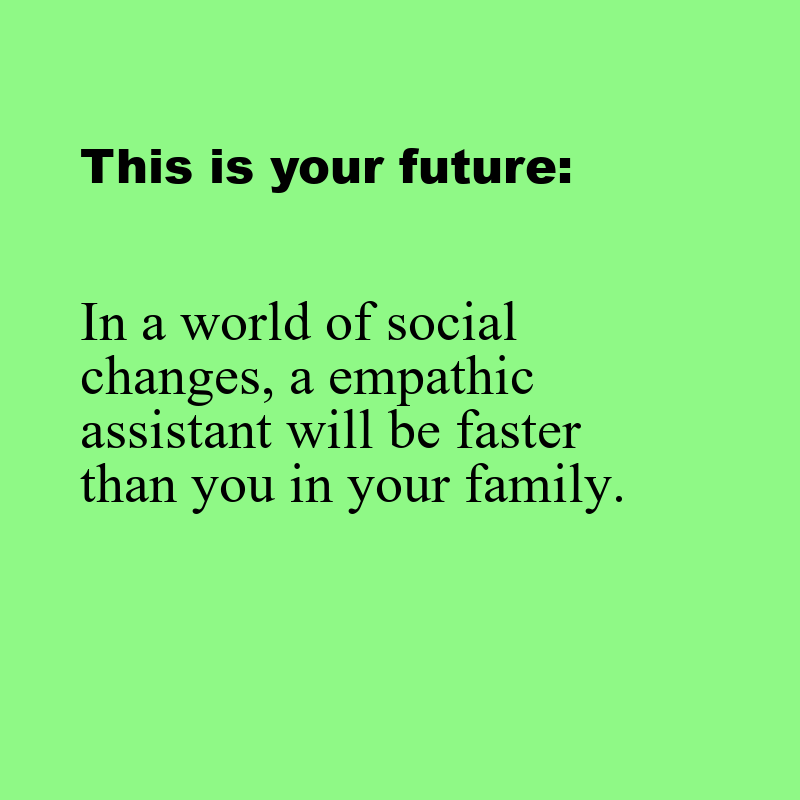 This is your future:
In a world of social
changes, a empathic
assistant will be faster
than you in your family.